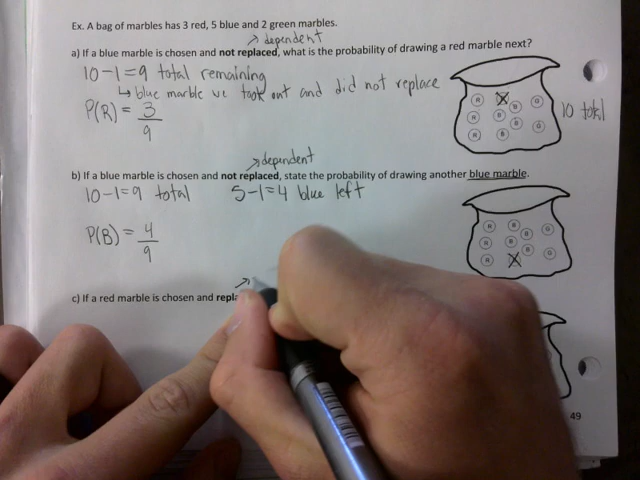 Ex. A bag of marbles has 3 red, 5 blue and 2 green marbles.
→ dependent
a) If a blue marble is chosen and not replaced, what is the probability of drawing a red marble next?
10-1=9 total remaining
↳ blue marble we took out and did not replace
P(R) = 3/9
R B G
R B B G
R B B
10 total
→ dependent
b) If a blue marble is chosen and not replaced, state the probability of drawing another blue marble.
10-1=9 total 5-1=4 blue left
P(B) = 4/9
R R G
R B B G
R B
c) If a red marble is chosen and repla
49